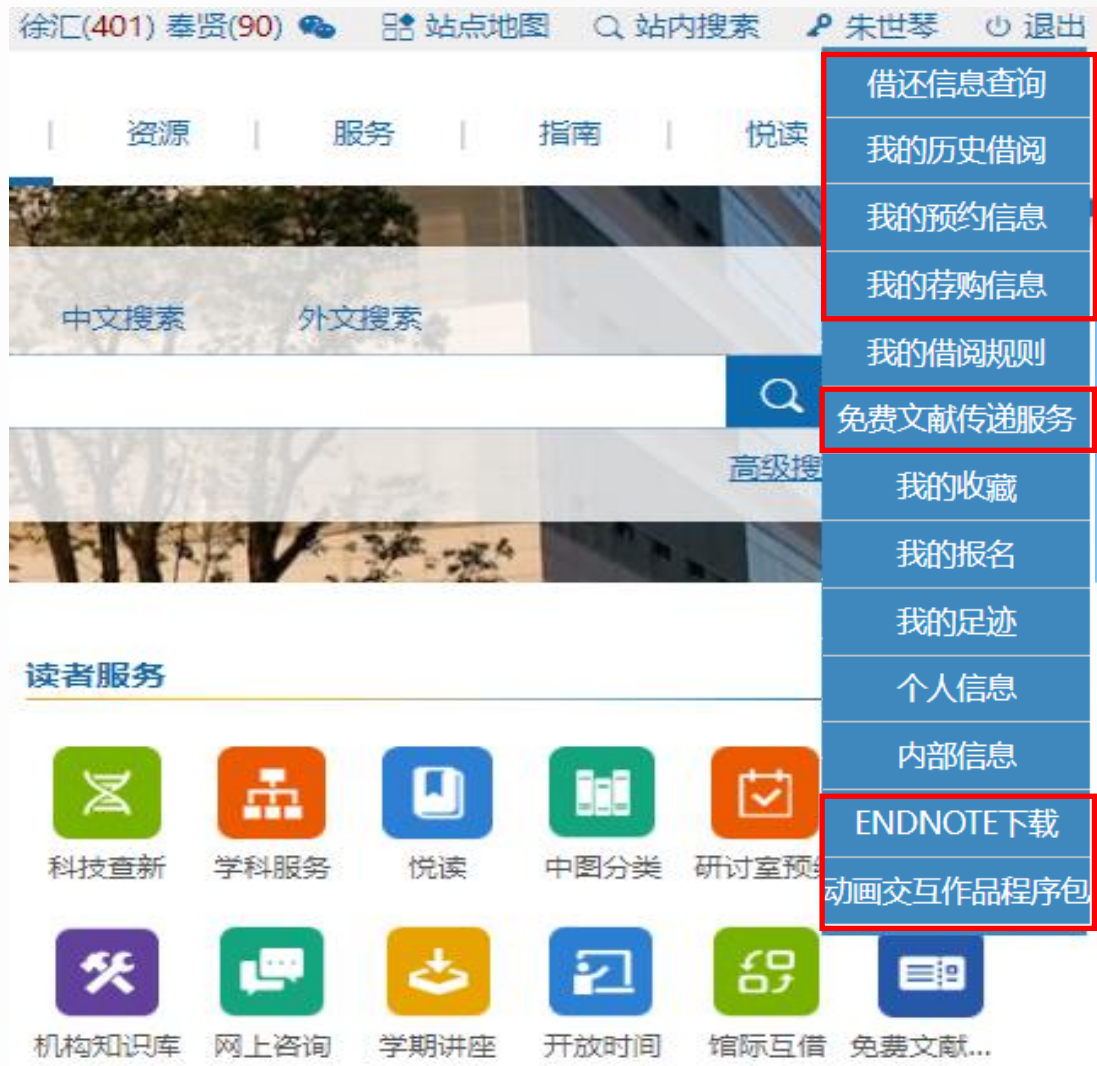 徐汇(401) 奉贤(90) 站点地图 站内搜索 朱世琴 退出
资源 | 服务 | 指南 | 悦读
中文搜索 外文搜索
高级搜
借还信息查询
我的历史借阅
我的预约信息
我的荐购信息
我的借阅规则
免费文献传递服务
我的收藏
我的报名
我的足迹
个人信息
内部信息
ENDNOTE下载
动画交互作品程序包
读者服务
科技查新 学科服务 悦读 中图分类 研讨室预
机构知识库 网上咨询 学期讲座 开放时间 馆际互借 免费文献...